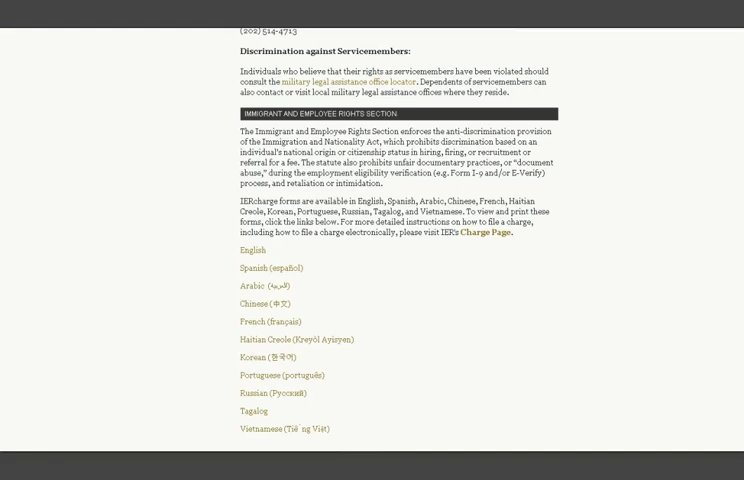 (202) 514-4713
Discrimination against Servicemembers:
Individuals who believe that their rights as servicemembers have been violated should
consult the military legal assistance office locator. Dependents of servicemembers can
also contact or visit local military legal assistance offices where they reside.
IMMIGRANT AND EMPLOYEE RIGHTS SECTION
The Immigrant and Employee Rights Section enforces the anti-discrimination provision
of the Immigration and Nationality Act, which prohibits discrimination based on an
individual's national origin or citizenship status in hiring, firing, or recruitment or
referral for a fee. The statute also prohibits unfair documentary practices, or "document
abuse," during the employment eligibility verification (e.g. Form I-9 and/or E-Verify)
process, and retaliation or intimidation.
IERcharge forms are available in English, Spanish, Arabic, Chinese, French, Haitian
Creole, Korean, Portuguese, Russian, Tagalog, and Vietnamese. To view and print these
forms, click the links below. For more detailed instructions on how to file a charge,
including how to file a charge electronically, please visit IER's Charge Page.
English
Spanish (español)
Arabic
Chinese (中文)
French (français)
Haitian Creole (Kreyòl Ayisyen)
Korean (한국어)
Portuguese (português)
Russian (Русский)
Tagalog
Vietnamese (Tiếng Việt)